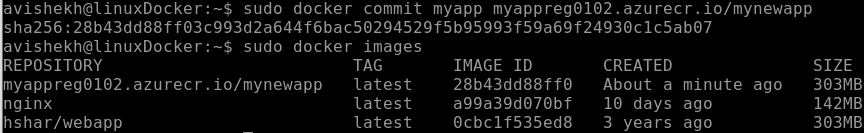 avishekh@linuxDocker:~$ sudo docker commit myapp myappreg0102.azurecr.io/mynewapp
sha256:28b43dd88ff03c993d2a644f6bac50294529f5b95993f59a69f24930c1c5ab07
avishekh@linuxDocker:~$ sudo docker images
REPOSITORY TAG IMAGE ID CREATED SIZE
myappreg0102.azurecr.io/mynewapp latest 28b43dd88ff0 About a minute ago 303MB
nginx latest a99a39d070bf 10 days ago 142MB
hshar/webapp latest 0cbc1f535ed8 3 years ago 303MB